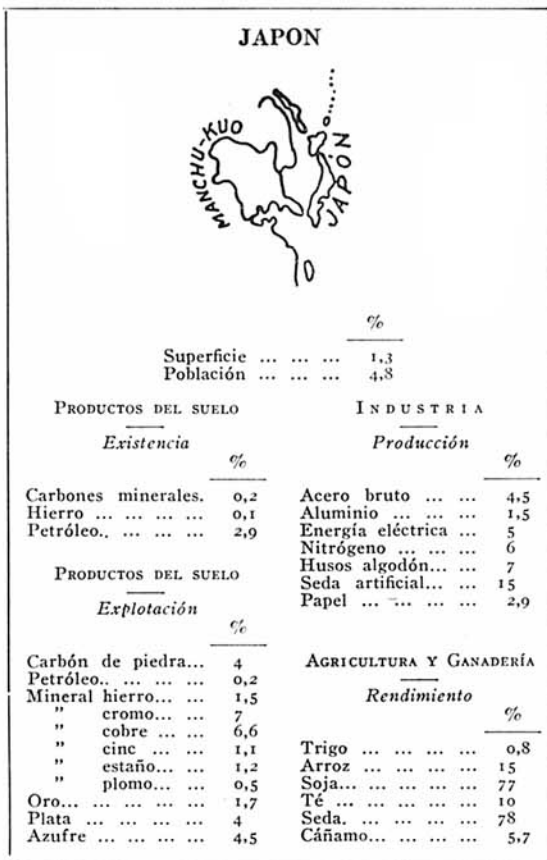 JAPON
MANCHU-KUO
JAPÓN
%
Superficie ... ... ... 1,3
Población ... ... ... 4,8
PRODUCTOS DEL SUELO
Existencia
%
Carbones minerales. 0,2
Hierro ... ... ... ... 0,1
Petróleo.. ... ... ... 2,9
PRODUCTOS DEL SUELO
Explotación
%
Carbón de piedra... 4
Petróleo.. ... ... ... 0,2
Mineral hierro... ... 1,5
" cromo... ... 7
" cobre ... ... 6,6
" cinc ... ... 1,1
" estaño... ... 1,2
" plomo... ... 0,5
Oro... ... ... ... ... 1,7
Plata ... ... ... ... 4
Azufre ... ... ... ... 4,5
INDUSTRIA
Producción
%
Acero bruto ... ... 4,5
Aluminio ... ... ... 1,5
Energía eléctrica ... 5
Nitrógeno ... ... ... 6
Husos algodón... ... 7
Seda artificial... ... 15
Papel ... ... ... ... 2,9
AGRICULTURA Y GANADERÍA
Rendimiento
%
Trigo ... ... ... ... 0,8
Arroz ... ... ... ... 15
Soja... ... ... ... ... 77
Té ... ... ... ... ... 10
Seda. ... ... ... ... 78
Cáñamo... ... ... ... 5,7